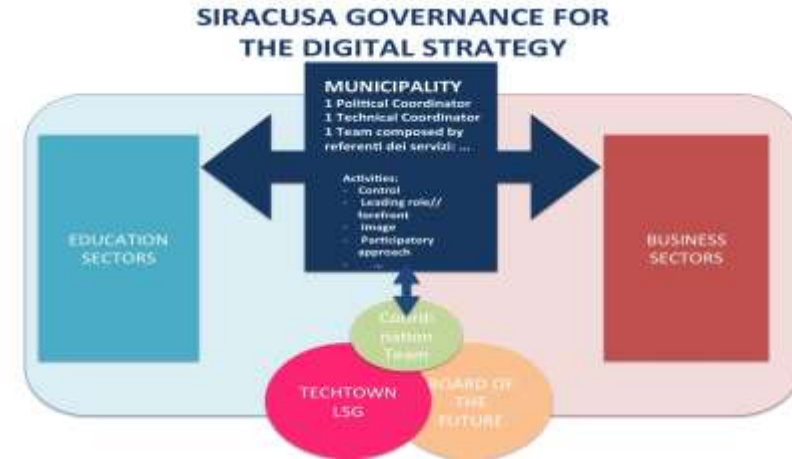 SIRACUSA GOVERNANCE FOR
THE DIGITAL STRATEGY
MUNICIPALITY
1 Political Coordinator
1 Technical Coordinator
1 Team composed by
referenti dei servizi: ...
Activities:
- Control
- Leading role//
forefront
- Image
- Participatory
approach
- ...
EDUCATION
SECTORS
BUSINESS
SECTORS
Coordi
nation
Team
TECHTOWN
LSG
BOARD OF
THE
FUTURE